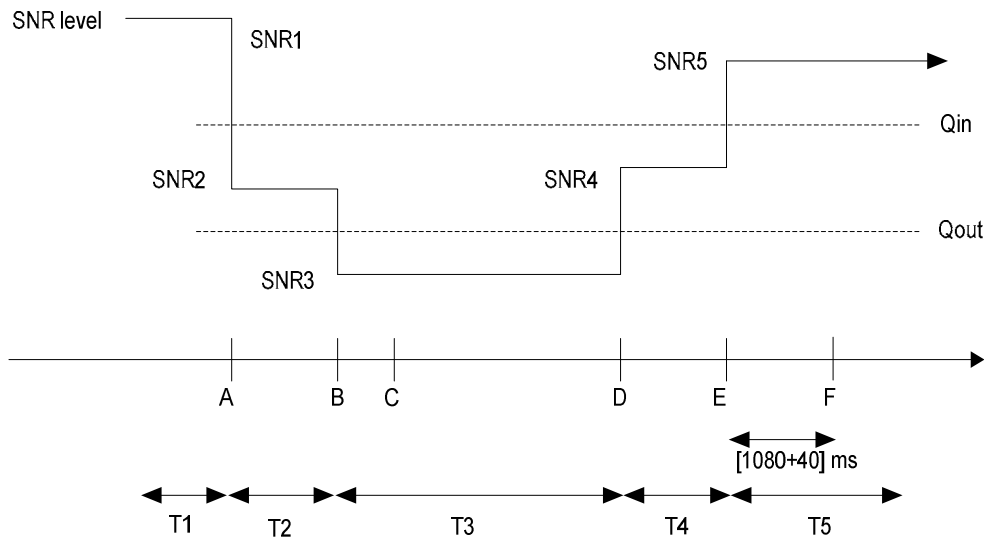 SNR level
SNR1
SNR5
Qin
SNR2
SNR4
Qout
SNR3
A B C D E F
[1080+40] ms
T1 T2 T3 T4 T5